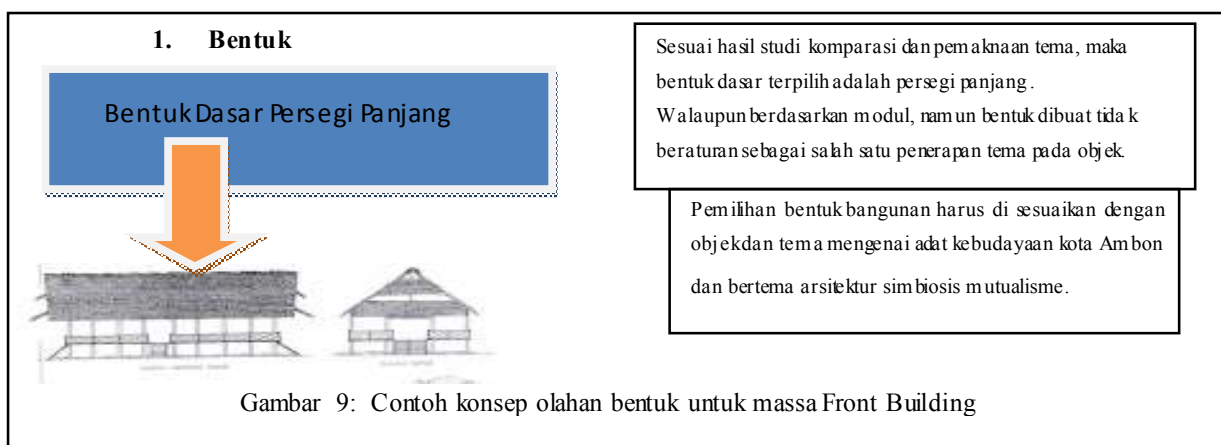 1. Bentuk
Bentuk Dasar Persegi Panjang
Sesuai hasil studi komparasi dan pemaknaan tema, maka
bentuk dasar terpilih adalah persegi panjang.
Walaupun berdasarkan modul, namun bentuk dibuat tidak
beraturan sebagai salah satu penerapan tema pada objek.
Pemilihan bentuk bangunan harus di sesuaikan dengan
objek dan tema mengenai adat kebudayaan kota Ambon
dan bertema arsitektur simbiosis mutualisme.
Gambar 9: Contoh konsep olahan bentuk untuk massa Front Building